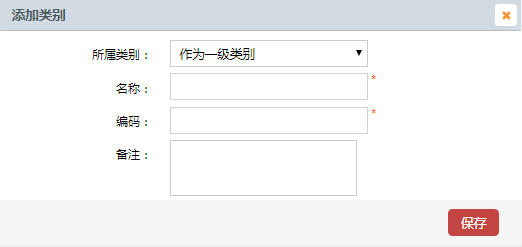 添加类别
所属类别： 作为一级类别
名称： *
编码： *
备注：
保存